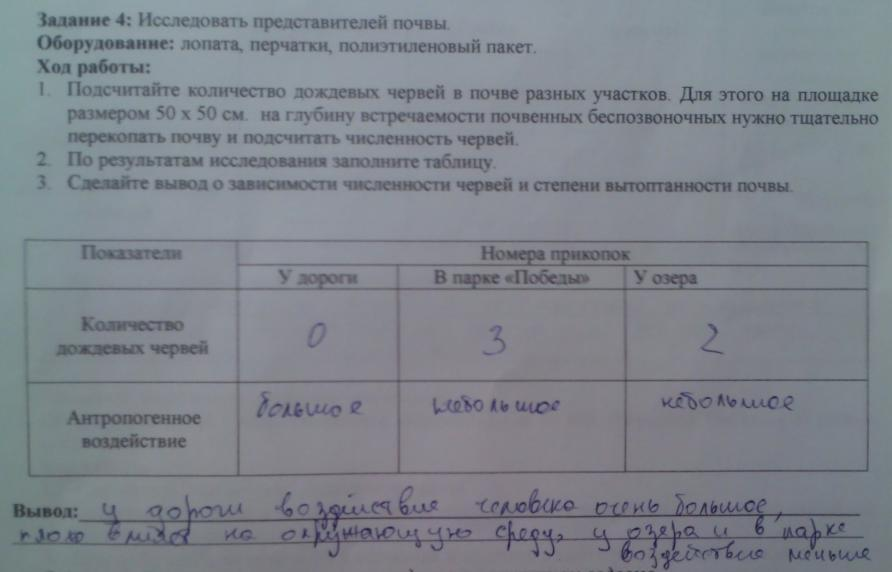 Задание 4: Исследовать представителей почвы.
Оборудование: лопата, перчатки, полиэтиленовый пакет.
Ход работы:
1. Подсчитайте количество дождевых червей в почве разных участков. Для этого на площадке
размером 50 х 50 см. на глубину встречаемости почвенных беспозвоночных нужно тщательно
перекопать почву и подсчитать численность червей.
2. По результатам исследования заполните таблицу.
3. Сделайте вывод о зависимости численности червей и степени вытоптанности почвы.
Показатели Номера прикопок
У дороги В парке «Победы» У озера
Количество
дождевых червей 0 3 2
Антропогенное
воздействие большое небольшое небольшое
Вывод: у дороги воздействие человека очень большое,
плохо влияет на окружающую среду, у озера и в парке
воздействие меньше